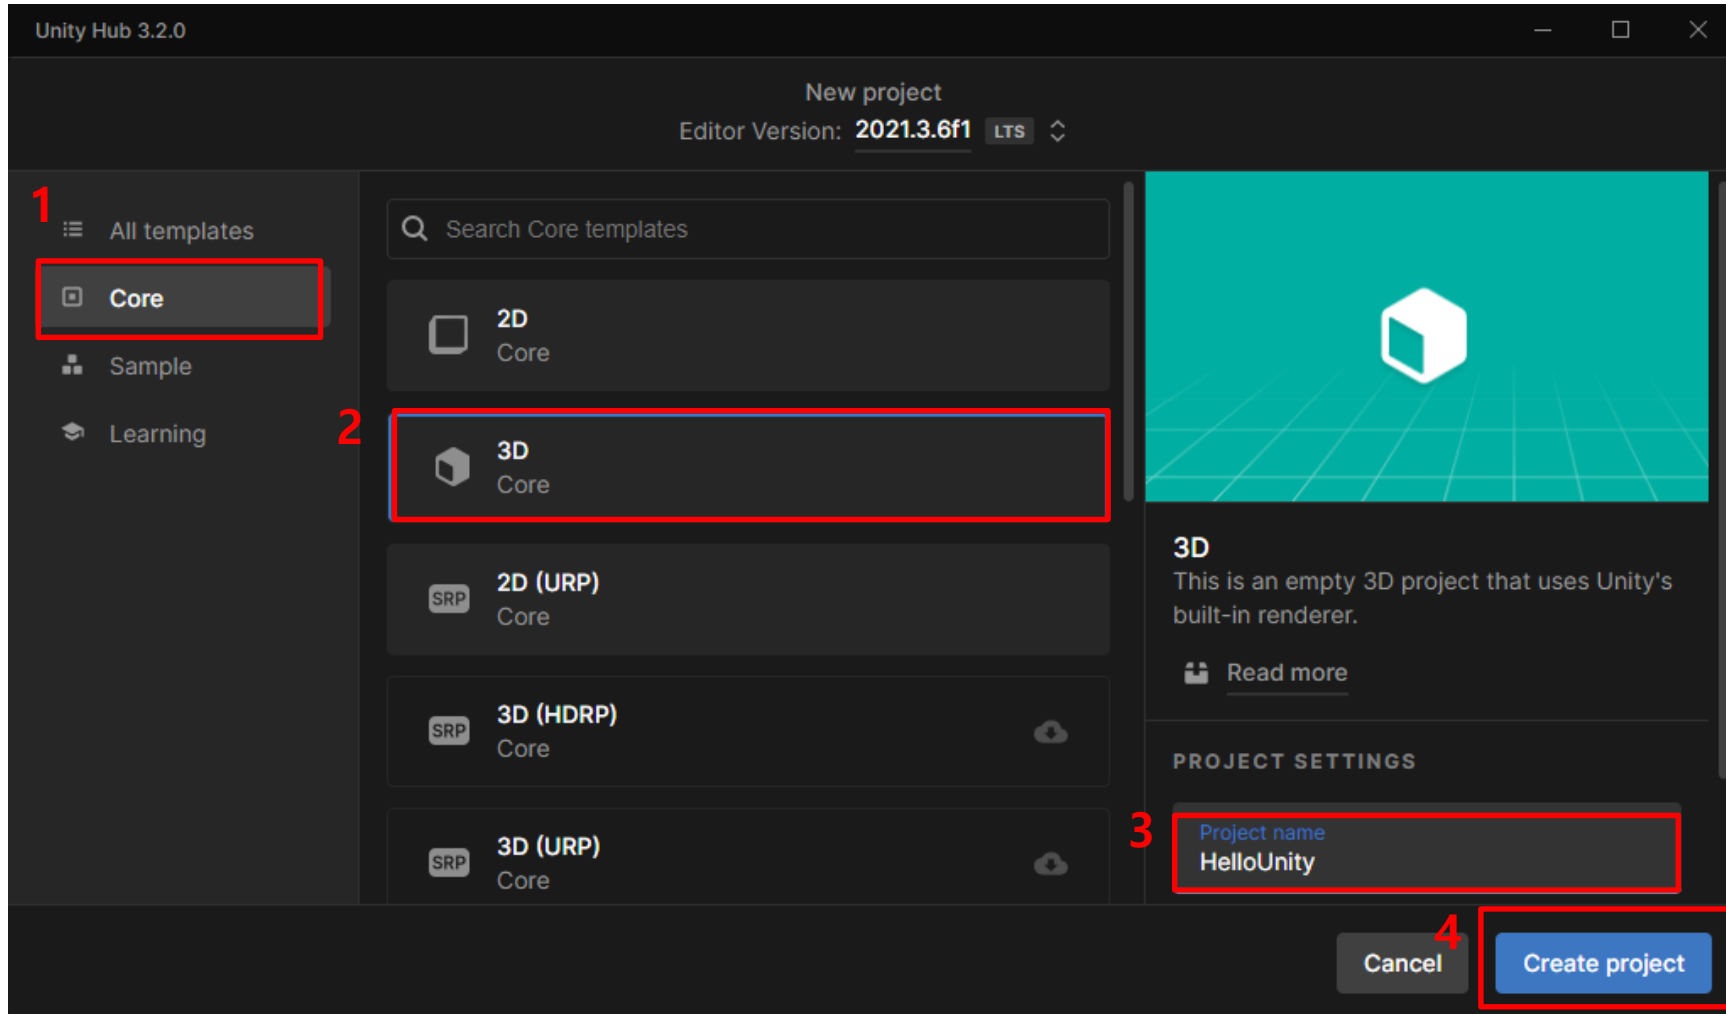 Unity Hub 3.2.0
New project
Editor Version: 2021.3.6f1 LTS
1
All templates
Core
Sample
Learning
Search Core templates
2D
Core
2
3D
Core
SRP
2D (URP)
Core
SRP
3D (HDRP)
Core
SRP
3D (URP)
Core
3D
This is an empty 3D project that uses Unity's
built-in renderer.
Read more
PROJECT SETTINGS
3
Project name
HelloUnity
4
Cancel
Create project